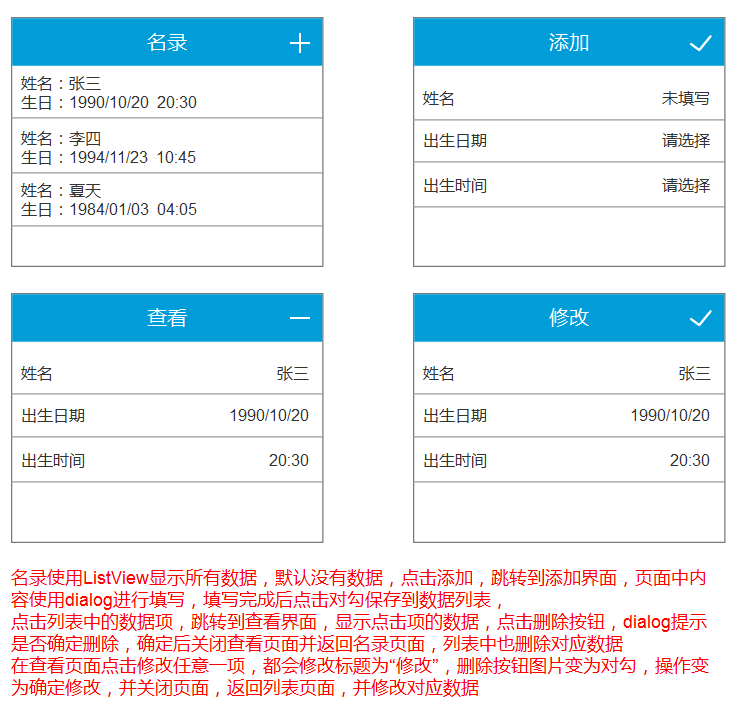 名录
姓名：张三
生日：1990/10/20 20:30
姓名：李四
生日：1994/11/23 10:45
姓名：夏天
生日：1984/01/03 04:05
添加
姓名 未填写
出生日期 请选择
出生时间 请选择
查看
姓名 张三
出生日期 1990/10/20
出生时间 20:30
修改
姓名 张三
出生日期 1990/10/20
出生时间 20:30
名录使用ListView显示所有数据，默认没有数据，点击添加，跳转到添加界面，页面中内
容使用dialog进行填写，填写完成后点击对勾保存到数据列表，
点击列表中的数据项，跳转到查看界面，显示点击项的数据，点击删除按钮，dialog提示
是否确定删除，确定后关闭查看页面并返回名录页面，列表中也删除对应数据
在查看页面点击修改任意一项，都会修改标题为“修改”，删除按钮图片变为对勾，操作变
为确定修改，并关闭页面，返回列表页面，并修改对应数据